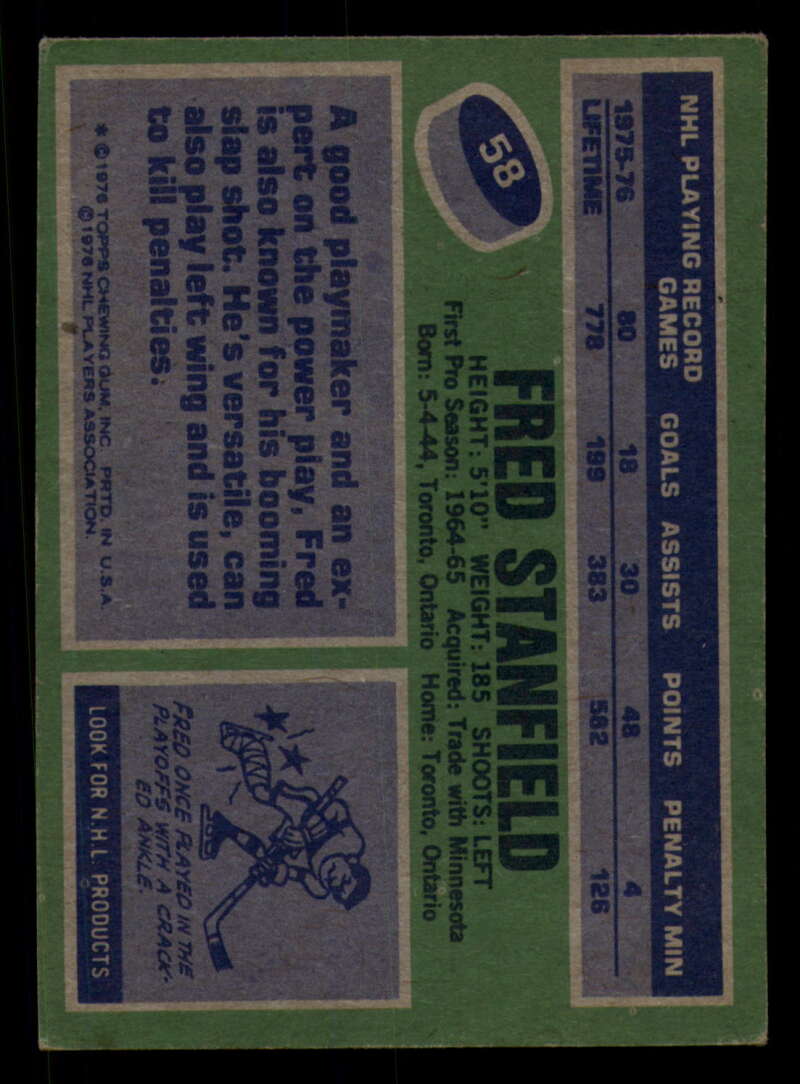 NHL PLAYING RECORD
GAMES GOALS ASSISTS POINTS PENALTY MIN
1975-76 80 18 30 48 4
LIFETIME 778 199 383 582 126
58
FRED STANFIELD
HEIGHT: 5'10" WEIGHT: 185 SHOOTS: LEFT
First Pro Season: 1964-65 Acquired: Trade with Minnesota
Born: 5-4-44, Toronto, Ontario Home: Toronto, Ontario
A good playmaker and an ex-
pert on the power play, Fred
is also known for his booming
slap shot. He's versatile, can
also play left wing and is used
to kill penalties.
* © 1976 TOPPS CHEWING GUM, INC. PRTD. IN U.S.A.
© 1976 NHL PLAYERS ASSOCIATION.
FRED ONCE PLAYED IN THE
PLAYOFFS WITH A CRACK-
ED ANKLE.
LOOK FOR N.H.L. PRODUCTS